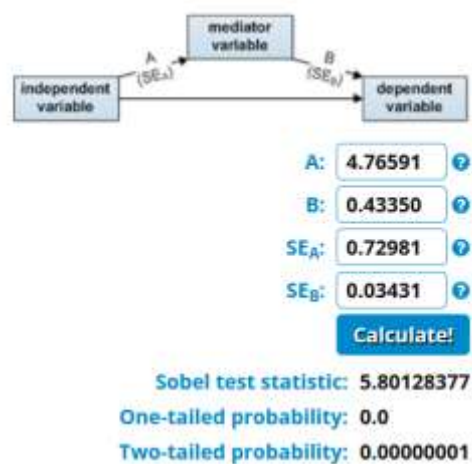 mediator
variable
A
(SEA)
B
(SEB)
independent
variable
dependent
variable
A: 4.76591 ?
B: 0.43350 ?
SEA: 0.72981 ?
SEB: 0.03431 ?
Calculate!
Sobel test statistic: 5.80128377
One-tailed probability: 0.0
Two-tailed probability: 0.00000001